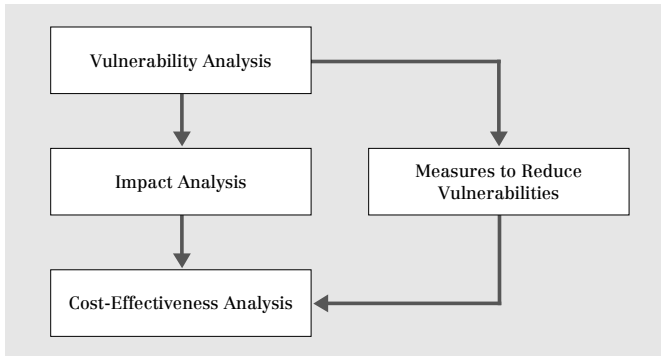 Vulnerability Analysis
Impact Analysis
Measures to Reduce
Vulnerabilities
Cost-Effectiveness Analysis